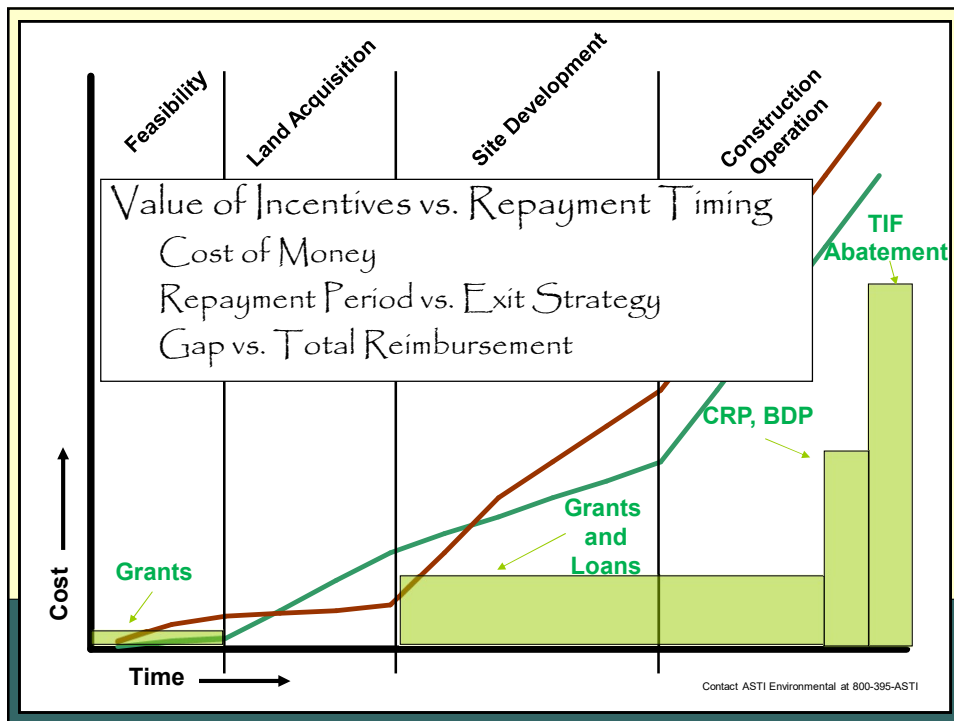 Feasibility
Land Acquisition
Site Development
Construction
Operation
Value of Incentives vs. Repayment Timing
Cost of Money
Repayment Period vs. Exit Strategy
Gap vs. Total Reimbursement
TIF
Abatement
CRP, BDP
Grants
and
Loans
Grants
Cost
Time
Contact ASTI Environmental at 800-395-ASTI